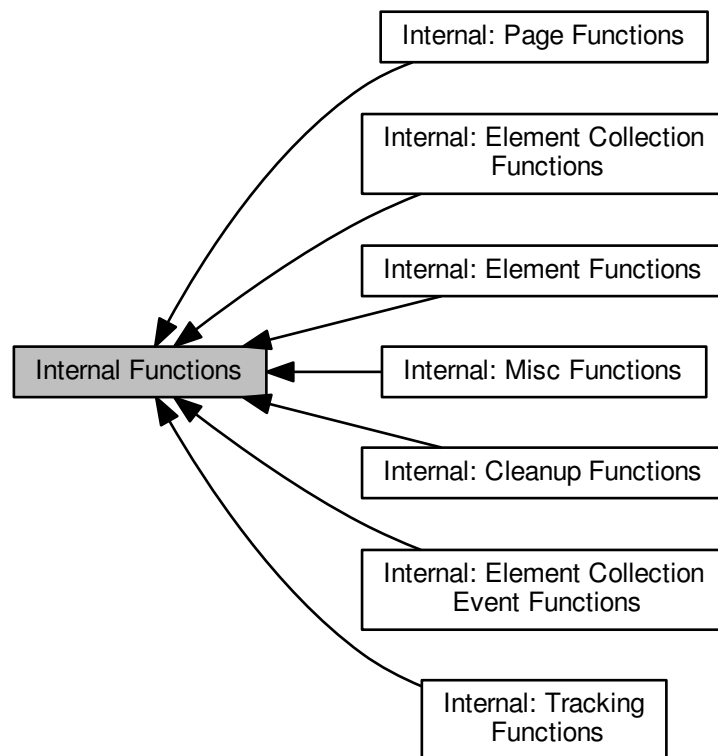 Internal: Page Functions
Internal: Element Collection
Functions
Internal: Element Functions
Internal Functions
Internal: Misc Functions
Internal: Cleanup Functions
Internal: Element Collection
Event Functions
Internal: Tracking
Functions